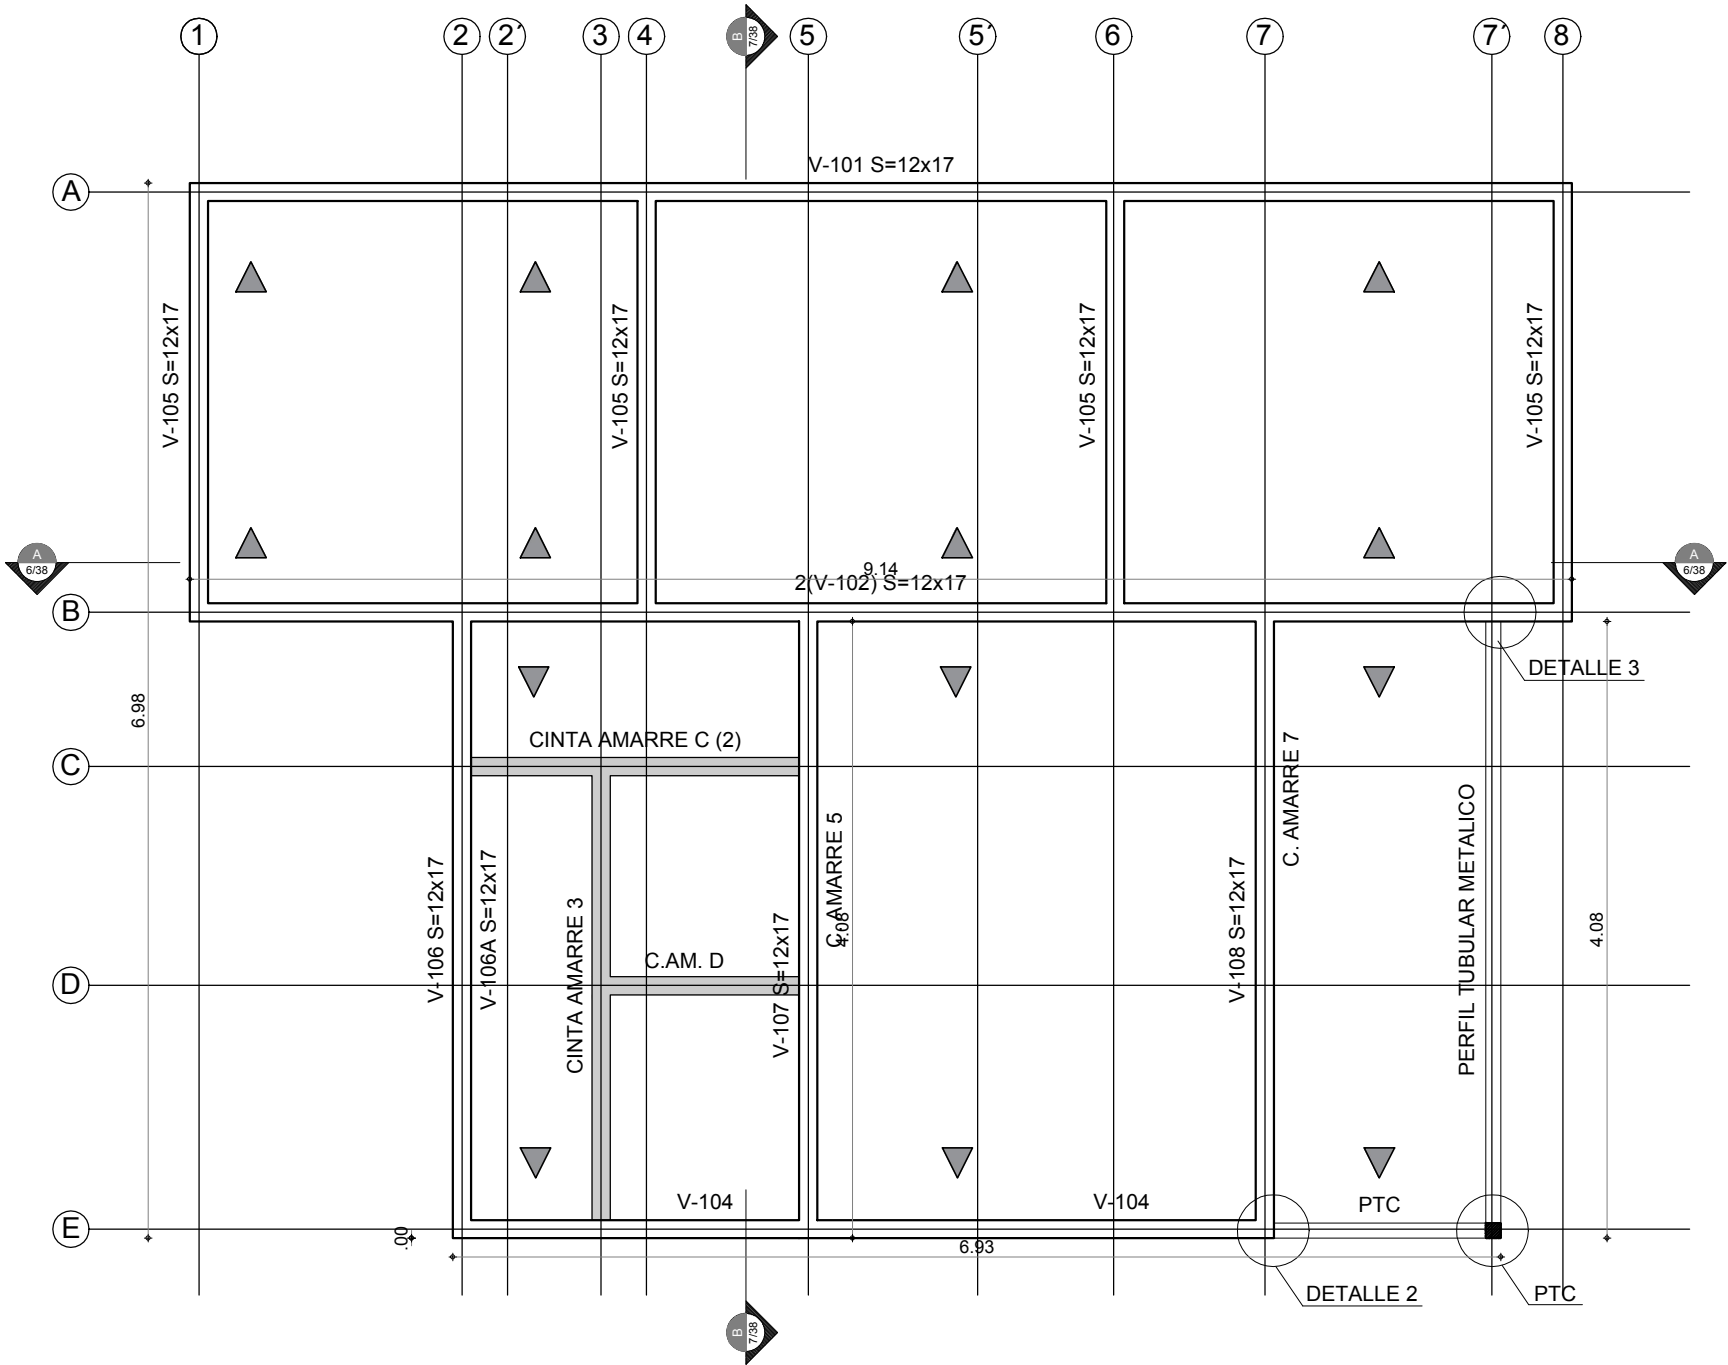 1 2 2´ 3 4 5 5´ 6 7 7´ 8
B 7/38
V-101 S=12x17
A
V-105 S=12x17
V-105 S=12x17
V-105 S=12x17
V-105 S=12x17
A 6/38
A 6/38
9.14
2(V-102) S=12x17
B
DETALLE 3
6.98
CINTA AMARRE C (2)
C
C. AMARRE 7
C. AMARRE 5
PERFIL TUBULAR METALICO
V-106 S=12x17
V-106A S=12x17
CINTA AMARRE 3
C.AM. D
V-107 S=12x17
4.08
V-108 S=12x17
4.08
D
V-104
V-104
PTC
E
.00
6.93
DETALLE 2
PTC
B 7/38